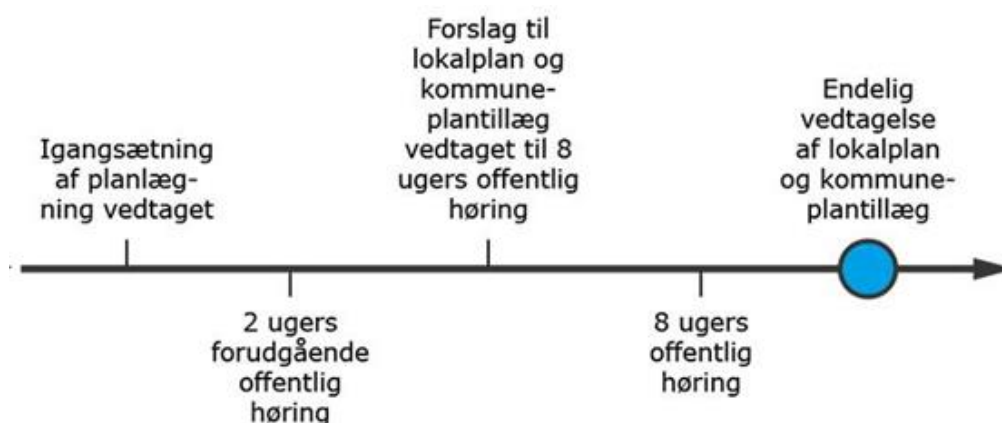 Igangsætning
af planlæg-
ning vedtaget
2 ugers
forudgående
offentlig
høring
Forslag til
lokalplan og
kommune-
plantillæg
vedtaget til 8
ugers offentlig
høring
8 ugers
offentlig
høring
Endelig
vedtagelse
af lokalplan
og kommune-
plantillæg